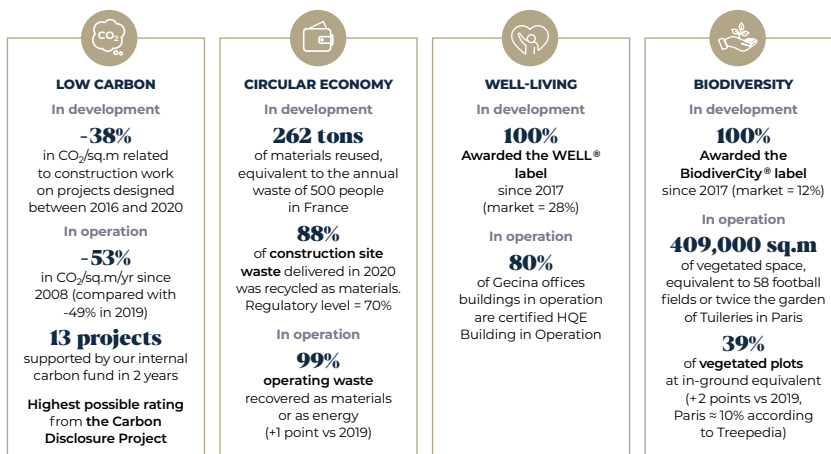 CO₂
LOW CARBON
In development
-38%
in CO₂/sq.m related
to construction work
on projects designed
between 2016 and 2020
In operation
-53%
in CO₂/sq.m/yr since
2008 (compared with
-49% in 2019)
13 projects
supported by our internal
carbon fund in 2 years
Highest possible rating
from the Carbon
Disclosure Project
CIRCULAR ECONOMY
In development
262 tons
of materials reused,
equivalent to the annual
waste of 500 people
in France
88%
of construction site
waste delivered in 2020
was recycled as materials.
Regulatory level = 70%
In operation
99%
operating waste
recovered as materials
or as energy
(+1 point vs 2019)
WELL-LIVING
In development
100%
Awarded the WELL®
label
since 2017
(market = 28%)
In operation
80%
of Gecina offices
buildings in operation
are certified HQE
Building in Operation
BIODIVERSITY
In development
100%
Awarded the
BiodiverCity® label
since 2017 (market = 12%)
In operation
409,000 sq.m
of vegetated space,
equivalent to 58 football
fields or twice the garden
of Tuileries in Paris
39%
of vegetated plots
at in-ground equivalent
(+2 points vs 2019,
Paris ≈ 10% according
to Treepedia)